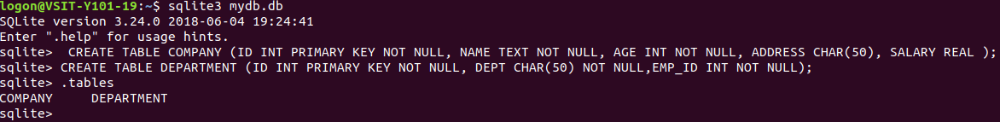 logon@VSIT-Y101-19:~$ sqlite3 mydb.db
SQLite version 3.24.0 2018-06-04 19:24:41
Enter ".help" for usage hints.
sqlite>  CREATE TABLE COMPANY (ID INT PRIMARY KEY NOT NULL, NAME TEXT NOT NULL, AGE INT NOT NULL, ADDRESS CHAR(50), SALARY REAL );
sqlite> CREATE TABLE DEPARTMENT (ID INT PRIMARY KEY NOT NULL, DEPT CHAR(50) NOT NULL,EMP_ID INT NOT NULL);
sqlite> .tables
COMPANY     DEPARTMENT
sqlite>